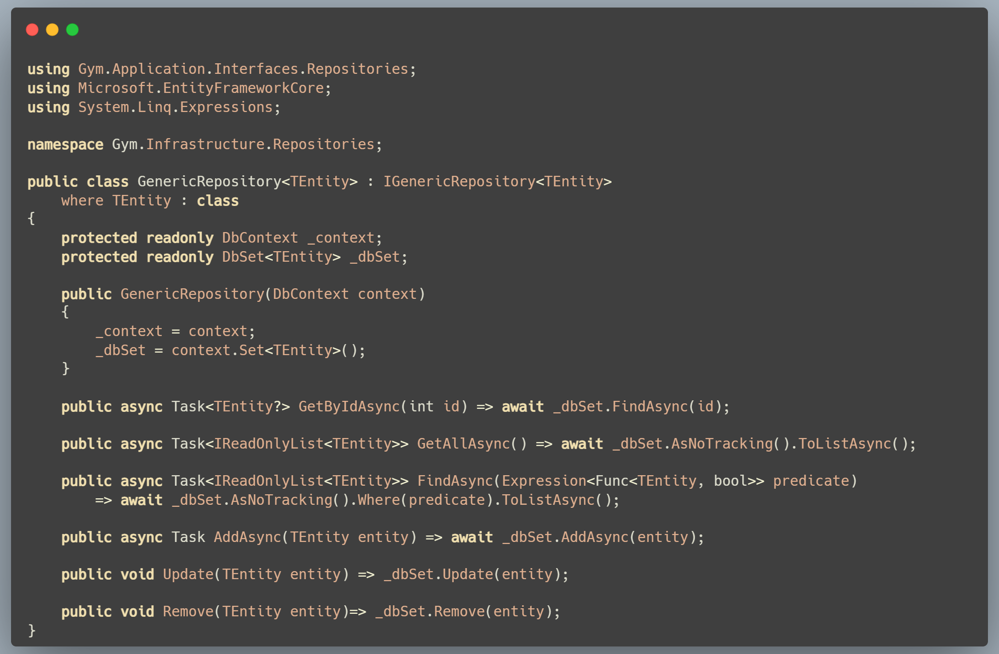 using Gym.Application.Interfaces.Repositories;
using Microsoft.EntityFrameworkCore;
using System.Linq.Expressions;

namespace Gym.Infrastructure.Repositories;

public class GenericRepository<TEntity> : IGenericRepository<TEntity>
    where TEntity : class
{
    protected readonly DbContext _context;
    protected readonly DbSet<TEntity> _dbSet;

    public GenericRepository(DbContext context)
    {
        _context = context;
        _dbSet = context.Set<TEntity>();
    }

    public async Task<TEntity?> GetByIdAsync(int id) => await _dbSet.FindAsync(id);

    public async Task<IReadOnlyList<TEntity>> GetAllAsync() => await _dbSet.AsNoTracking().ToListAsync();

    public async Task<IReadOnlyList<TEntity>> FindAsync(Expression<Func<TEntity, bool>> predicate)
        => await _dbSet.AsNoTracking().Where(predicate).ToListAsync();

    public async Task AddAsync(TEntity entity) => await _dbSet.AddAsync(entity);

    public void Update(TEntity entity) => _dbSet.Update(entity);

    public void Remove(TEntity entity)=> _dbSet.Remove(entity);
}